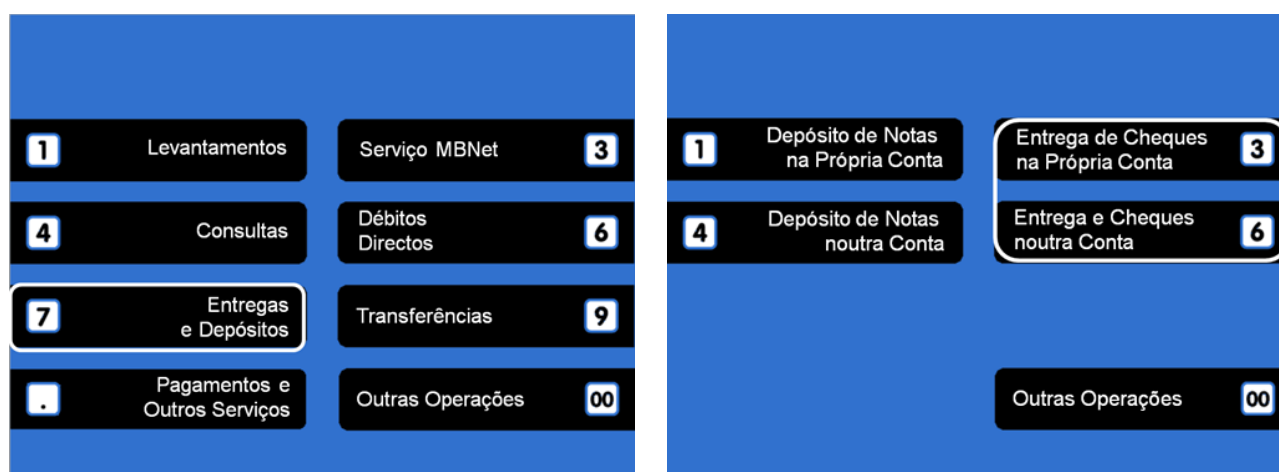 1 Levantamentos
Serviço MBNet 3
4 Consultas
Débitos
Directos 6
7 Entregas
e Depósitos
Transferências 9
. Pagamentos e
Outros Serviços
Outras Operações 00
1 Depósito de Notas
na Própria Conta
Entrega de Cheques
na Própria Conta 3
4 Depósito de Notas
noutra Conta
Entrega e Cheques
noutra Conta 6
Outras Operações 00